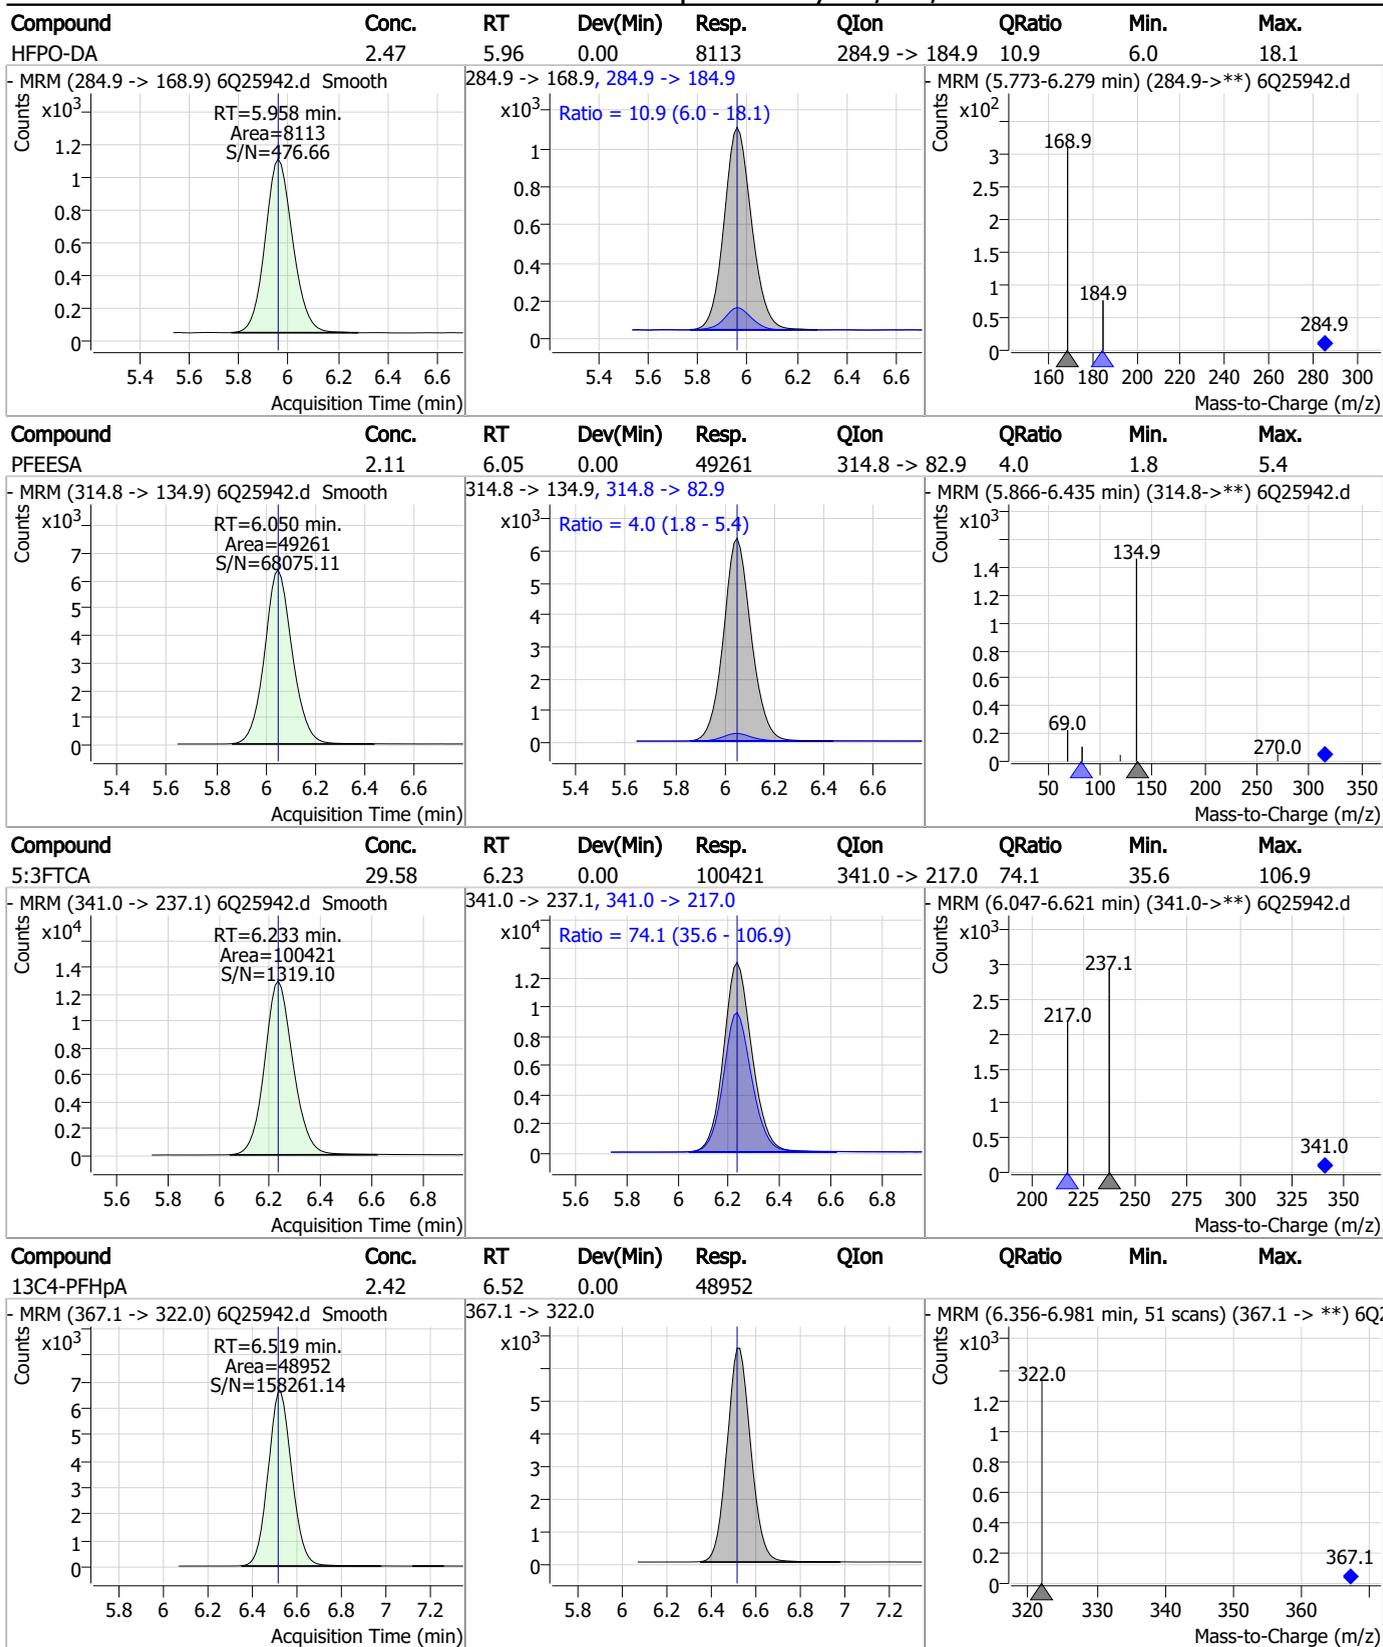 Compound Conc. RT Dev(Min) Resp. QIon QRatio Min. Max.
HFPO-DA 2.47 5.96 0.00 8113 284.9 -> 184.9 10.9 6.0 18.1
- MRM (284.9 -> 168.9) 6Q25942.d Smooth
Counts
x10³
RT=5.958 min.
Area=8113
S/N=476.66
1.2
1
0.8
0.6
0.4
0.2
0
5.4 5.6 5.8 6 6.2 6.4 6.6
Acquisition Time (min)
284.9 -> 168.9, 284.9 -> 184.9
x10³
Ratio = 10.9 (6.0 - 18.1)
1
0.8
0.6
0.4
0.2
0
5.4 5.6 5.8 6 6.2 6.4 6.6
Acquisition Time (min)
- MRM (5.773-6.279 min) (284.9->**) 6Q25942.d
Counts
x10²
168.9
184.9
284.9
3
2.5
2
1.5
1
0.5
0
160 180 200 220 240 260 280 300
Mass-to-Charge (m/z)
Compound Conc. RT Dev(Min) Resp. QIon QRatio Min. Max.
PFEESA 2.11 6.05 0.00 49261 314.8 -> 82.9 4.0 1.8 5.4
- MRM (314.8 -> 134.9) 6Q25942.d Smooth
Counts
x10³
RT=6.050 min.
Area=49261
S/N=68075.11
7
6
5
4
3
2
1
0
5.4 5.6 5.8 6 6.2 6.4 6.6
Acquisition Time (min)
314.8 -> 134.9, 314.8 -> 82.9
x10³
Ratio = 4.0 (1.8 - 5.4)
6
5
4
3
2
1
0
5.4 5.6 5.8 6 6.2 6.4 6.6
Acquisition Time (min)
- MRM (5.866-6.435 min) (314.8->**) 6Q25942.d
Counts
x10³
134.9
69.0
270.0
1.4
1.2
1
0.8
0.6
0.4
0.2
0
50 100 150 200 250 300 350
Mass-to-Charge (m/z)
Compound Conc. RT Dev(Min) Resp. QIon QRatio Min. Max.
5:3FTCA 29.58 6.23 0.00 100421 341.0 -> 217.0 74.1 35.6 106.9
- MRM (341.0 -> 237.1) 6Q25942.d Smooth
Counts
x10⁴
RT=6.233 min.
Area=100421
S/N=1319.10
1.4
1.2
1
0.8
0.6
0.4
0.2
0
5.6 5.8 6 6.2 6.4 6.6 6.8
Acquisition Time (min)
341.0 -> 237.1, 341.0 -> 217.0
x10⁴
Ratio = 74.1 (35.6 - 106.9)
1.2
1
0.8
0.6
0.4
0.2
0
5.6 5.8 6 6.2 6.4 6.6 6.8
Acquisition Time (min)
- MRM (6.047-6.621 min) (341.0->**) 6Q25942.d
Counts
x10³
237.1
217.0
341.0
3
2.5
2
1.5
1
0.5
0
200 225 250 275 300 325 350
Mass-to-Charge (m/z)
Compound Conc. RT Dev(Min) Resp. QIon QRatio Min. Max.
13C4-PFHpA 2.42 6.52 0.00 48952
- MRM (367.1 -> 322.0) 6Q25942.d Smooth
Counts
x10³
RT=6.519 min.
Area=48952
S/N=158261.14
7
6
5
4
3
2
1
0
5.8 6 6.2 6.4 6.6 6.8 7 7.2
Acquisition Time (min)
367.1 -> 322.0
x10³
5
4
3
2
1
0
5.8 6 6.2 6.4 6.6 6.8 7 7.2
Acquisition Time (min)
- MRM (6.356-6.981 min, 51 scans) (367.1 -> **) 6Q2
Counts
x10³
322.0
367.1
1.2
1
0.8
0.6
0.4
0.2
0
320 330 340 350 360
Mass-to-Charge (m/z)